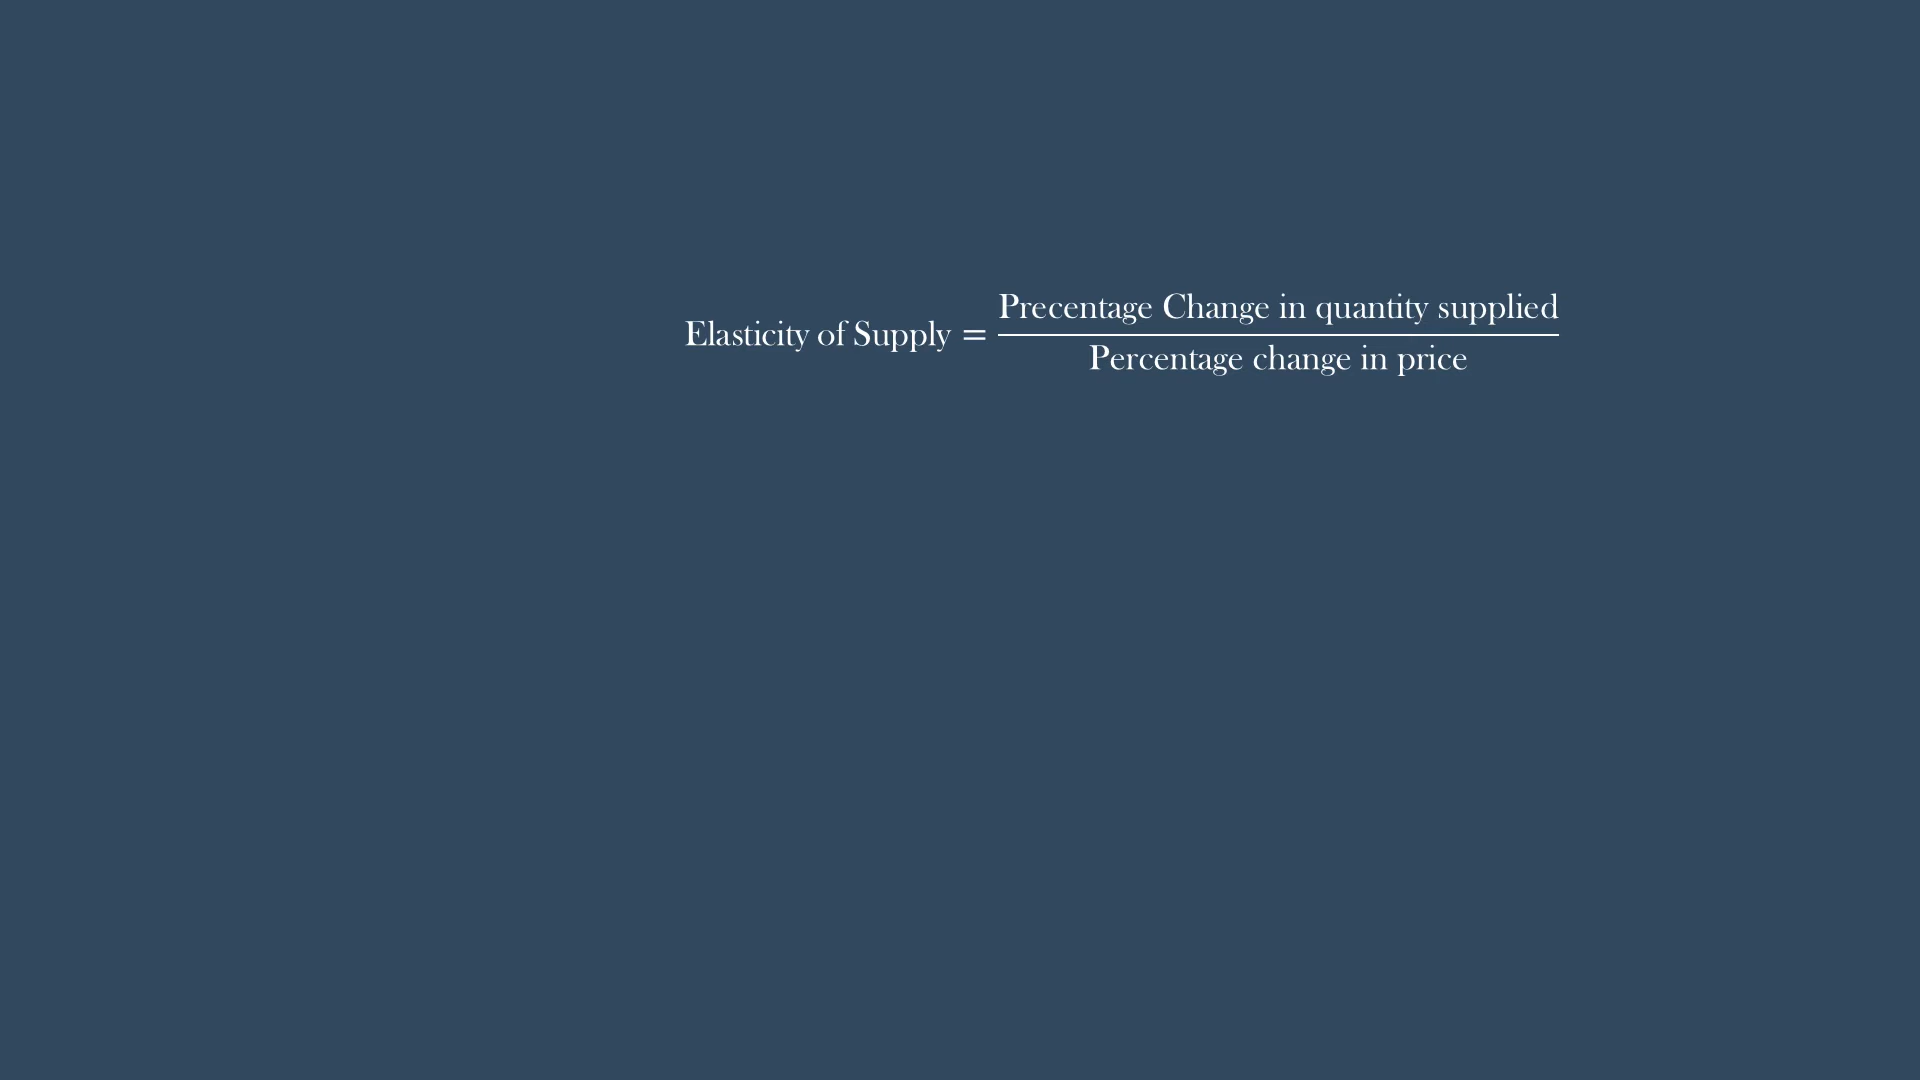 Elasticity of Supply = Precentage Change in quantity supplied
Percentage change in price